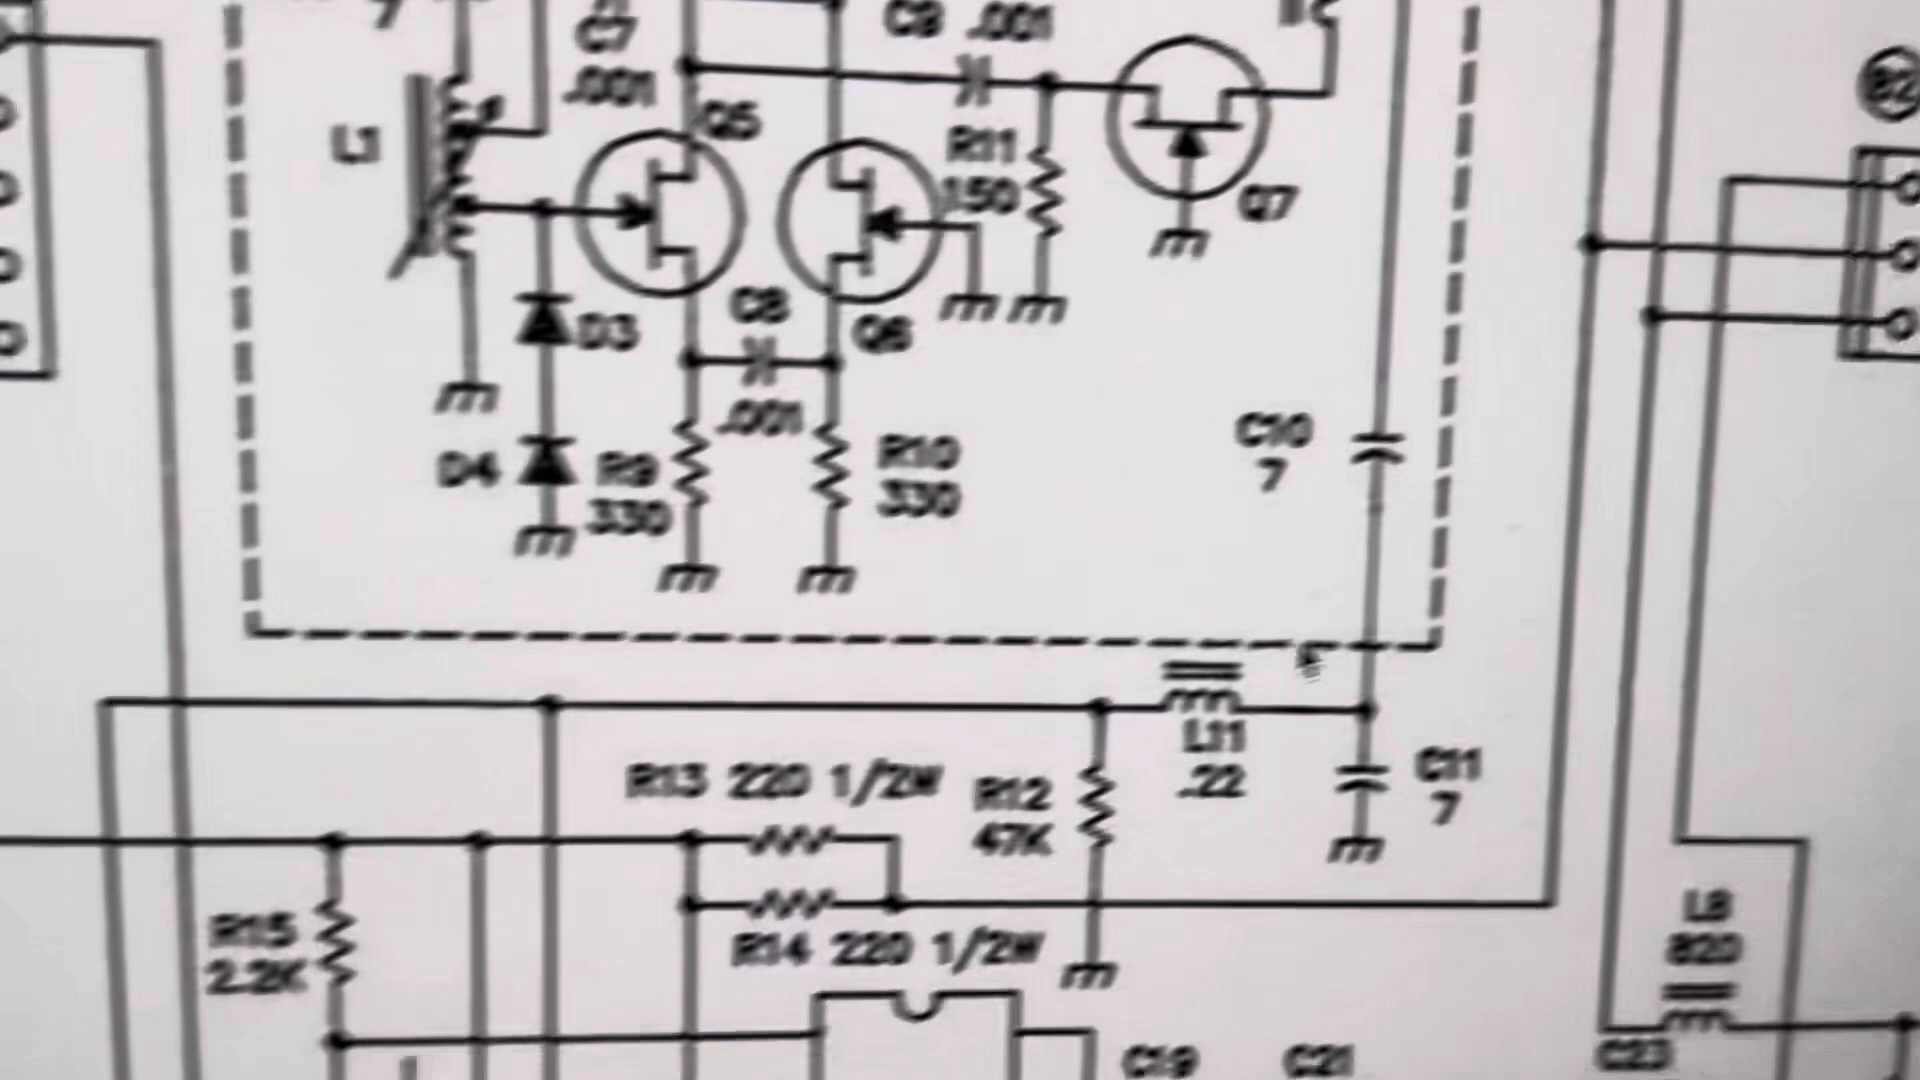 7
C7
.001
C9 .001
Q5
L1
R11
150
Q7
B2
D3
C8
Q6
.001
D4
R9
330
R10
330
C10
7
L11
.22
R13 220 1/2W
R12
47K
C11
7
R15
2.2K
R14 220 1/2W
L8
820
C19
C21
C23